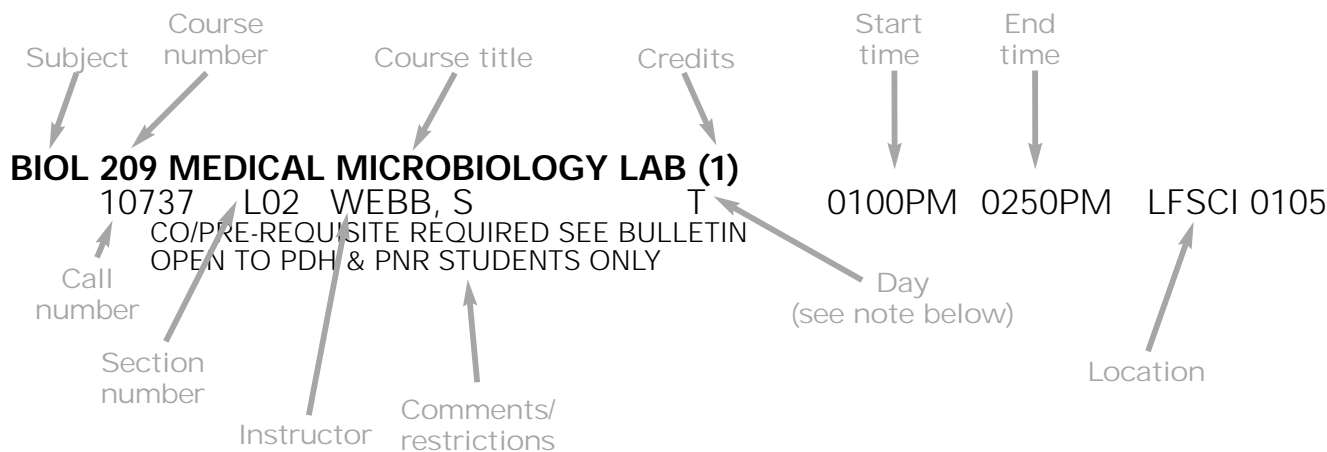 Course
number
Start
time
End
time
Subject
Course title
Credits
BIOL 209 MEDICAL MICROBIOLOGY LAB (1)
10737 L02 WEBB, S T 0100PM 0250PM LFSCI 0105
CO/PRE-REQUISITE REQUIRED SEE BULLETIN
OPEN TO PDH & PNR STUDENTS ONLY
Call
number
Day
(see note below)
Section
number
Location
Instructor
Comments/
restrictions